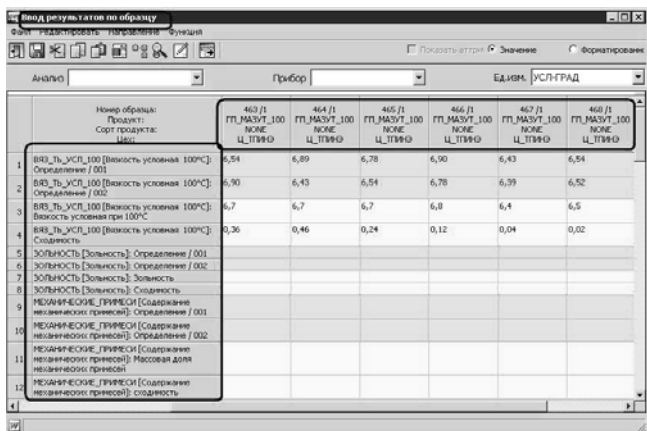 Ввод результатов по образцу
Файл Редактировать Направление Функция
Показать атTри Значение Форматирован
Анализ Прибор Ед.изм. УСЛ-ГРАД
Номер образца: 463 /1 464 /1 465 /1 466 /1 467 /1 468 /1
Продукт: ГП_МАЗУТ_100 ГП_МАЗУТ_100 ГП_МАЗУТ_100 ГП_МАЗУТ_100 ГП_МАЗУТ_100 ГП_МАЗУТ_100
Сорт продукта: NONE NONE NONE NONE NONE NONE
Цех: Ц_ТПИНЭ Ц_ТПИНЭ Ц_ТПИНЭ Ц_ТПИНЭ Ц_ТПИНЭ Ц_ТПИНЭ
1 ВЯЗ_ТЬ_УСЛ_100 [Вязкость условная 100°С]: 6,54 6,89 6,78 6,90 6,43 6,54
Определение / 001
2 ВЯЗ_ТЬ_УСЛ_100 [Вязкость условная 100°С]: 6,90 6,43 6,54 6,78 6,39 6,52
Определение / 002
3 ВЯЗ_ТЬ_УСЛ_100 [Вязкость условная 100°С]: 6,7 6,7 6,7 6,8 6,4 6,5
Вязкость условная при 100°С
4 ВЯЗ_ТЬ_УСЛ_100 [Вязкость условная 100°С]: 0,36 0,46 0,24 0,12 0,04 0,02
Сходимость
5 ЗОЛЬНОСТЬ [Зольность]: Определение / 001
6 ЗОЛЬНОСТЬ [Зольность]: Определение / 002
7 ЗОЛЬНОСТЬ [Зольность]: Зольность
8 ЗОЛЬНОСТЬ [Зольность]: Сходимость
9 МЕХАНИЧЕСКИЕ_ПРИМЕСИ [Содержание
механических примесей]: Определение / 001
10 МЕХАНИЧЕСКИЕ_ПРИМЕСИ [Содержание
механических примесей]: Определение / 002
11 МЕХАНИЧЕСКИЕ_ПРИМЕСИ [Содержание
механических примесей]: Массовая доля
механических примесей
12 МЕХАНИЧЕСКИЕ_ПРИМЕСИ [Содержание
механических примесей]: сходимость